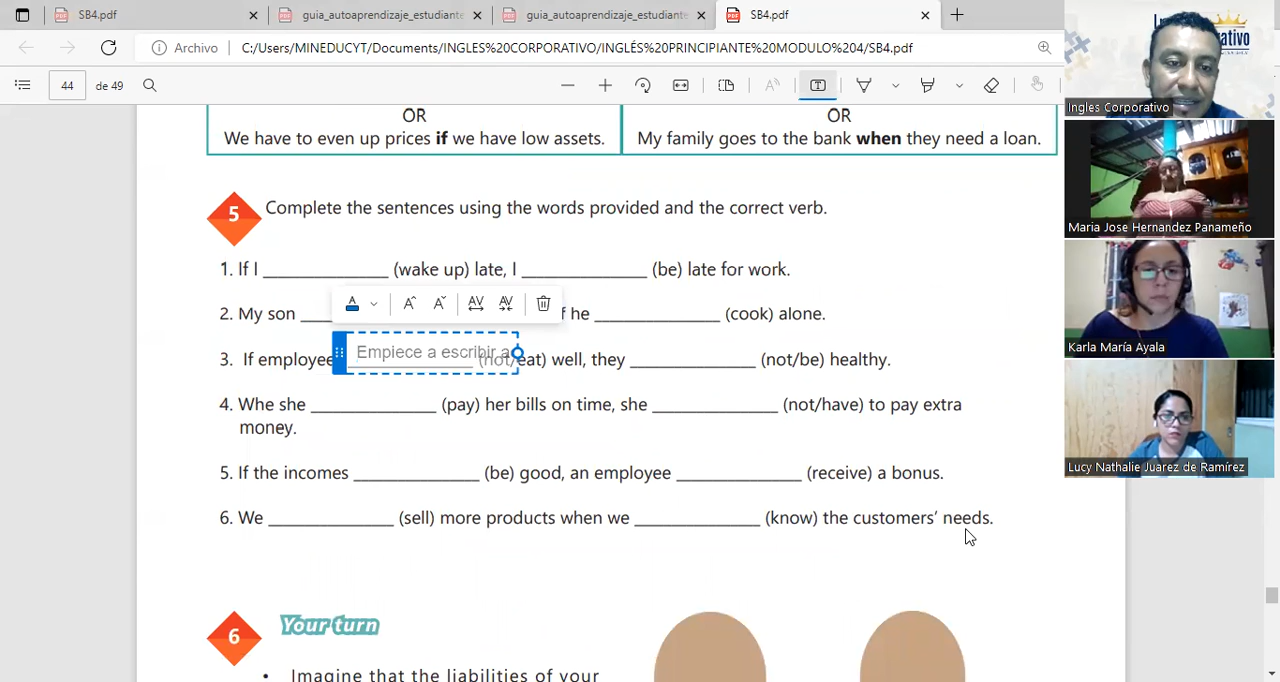 SB4.pdf
guia_autoaprendizaje_estudiante
guia_autoaprendizaje_estudiante
SB4.pdf
Archivo
C:/Users/MINEDUCYT/Documents/INGLES%20CORPORATIVO/INGLÉS%20PRINCIPIANTE%20MODULO%204/SB4.pdf
44 de 49
OR
We have to even up prices if we have low assets.
OR
My family goes to the bank when they need a loan.
5 Complete the sentences using the words provided and the correct verb.
1. If I ______________ (wake up) late, I ______________ (be) late for work.
2. My son f he ______________ (cook) alone.
Empiece a escribir a
3. If employee ______________ (not/eat) well, they ______________ (not/be) healthy.
4. Whe she ______________ (pay) her bills on time, she ______________ (not/have) to pay extra
money.
5. If the incomes ______________ (be) good, an employee ______________ (receive) a bonus.
6. We ______________ (sell) more products when we ______________ (know) the customers’ needs.
6 Your turn
• Imagine that the liabilities of your
Ingles Corporativo
Maria Jose Hernandez Panameño
Karla María Ayala
Lucy Nathalie Juarez de Ramírez